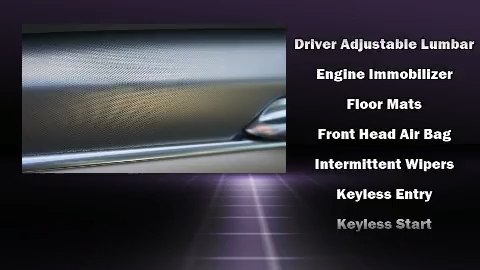 Driver Adjustable Lumbar
Engine Immobilizer
Floor Mats
Front Head Air Bag
Intermittent Wipers
Keyless Entry
Keyless Start